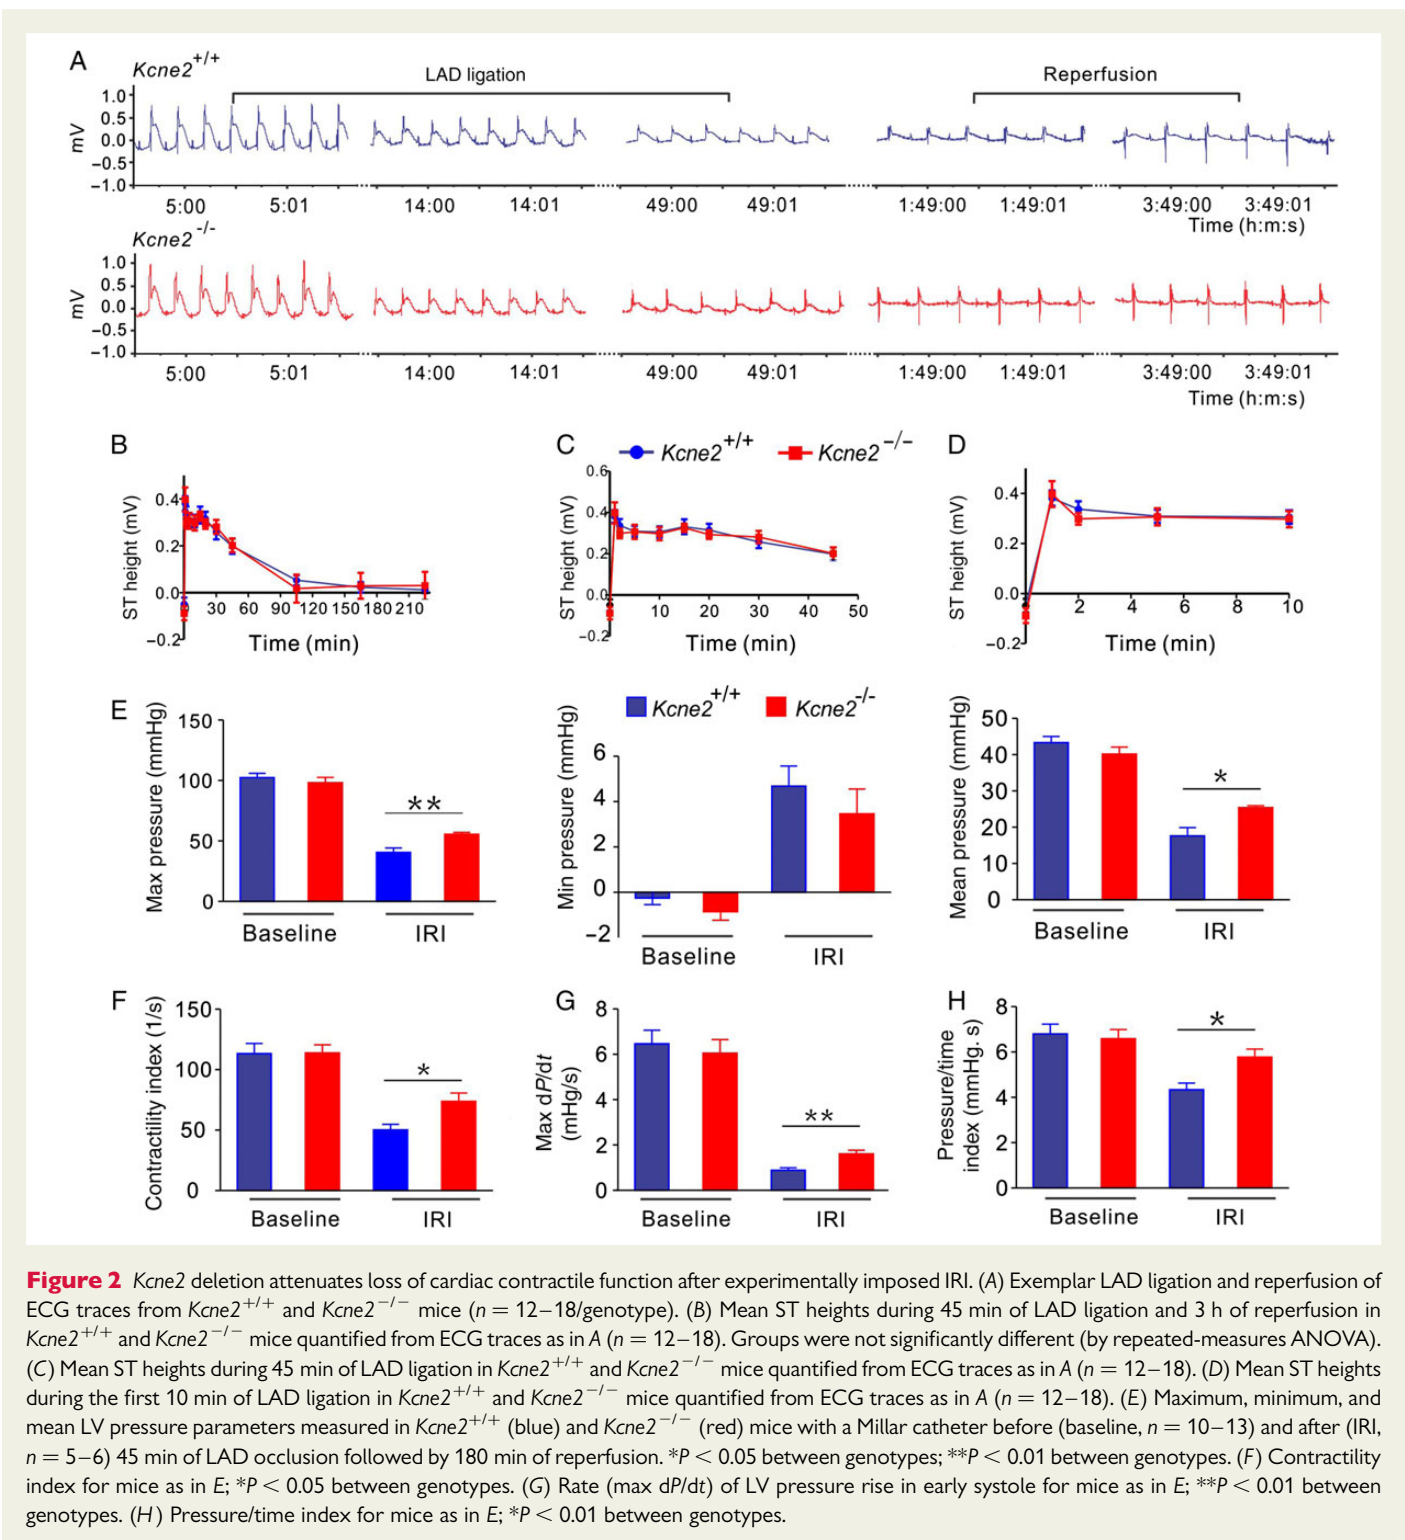 A
Kcne2+/+
LAD ligation
Reperfusion
mV
1.0
0.5
0.0
−0.5
−1.0
5:00 5:01 14:00 14:01 49:00 49:01 1:49:00 1:49:01 3:49:00 3:49:01
Time (h:m:s)
Kcne2-/-
mV
1.0
0.5
0.0
−0.5
−1.0
5:00 5:01 14:00 14:01 49:00 49:01 1:49:00 1:49:01 3:49:00 3:49:01
Time (h:m:s)
B
ST height (mV)
0.4
0.2
0.0
−0.2
30 60 90 120 150 180 210
Time (min)
C
Kcne2+/+ Kcne2−/−
ST height (mV)
0.6
0.4
0.2
0.0
−0.2
10 20 30 40 50
Time (min)
D
ST height (mV)
0.4
0.2
0.0
−0.2
2 4 6 8 10
Time (min)
E
Max pressure (mmHg)
150
100
50
0
**
Baseline IRI
Kcne2+/+ Kcne2-/-
Min pressure (mmHg)
6
4
2
0
−2
Baseline IRI
Mean pressure (mmHg)
50
40
30
20
10
0
*
Baseline IRI
F
Contractility index (1/s)
150
100
50
0
*
Baseline IRI
G
Max dP/dt
(mHg/s)
8
6
4
2
0
**
Baseline IRI
H
Pressure/time
index (mmHg. s)
8
6
4
2
0
*
Baseline IRI
Figure 2 Kcne2 deletion attenuates loss of cardiac contractile function after experimentally imposed IRI. (A) Exemplar LAD ligation and reperfusion of
ECG traces from Kcne2+/+ and Kcne2−/− mice (n = 12–18/genotype). (B) Mean ST heights during 45 min of LAD ligation and 3 h of reperfusion in
Kcne2+/+ and Kcne2−/− mice quantified from ECG traces as in A (n = 12–18). Groups were not significantly different (by repeated-measures ANOVA).
(C) Mean ST heights during 45 min of LAD ligation in Kcne2+/+ and Kcne2−/− mice quantified from ECG traces as in A (n = 12–18). (D) Mean ST heights
during the first 10 min of LAD ligation in Kcne2+/+ and Kcne2−/− mice quantified from ECG traces as in A (n = 12–18). (E) Maximum, minimum, and
mean LV pressure parameters measured in Kcne2+/+ (blue) and Kcne2−/− (red) mice with a Millar catheter before (baseline, n = 10–13) and after (IRI,
n = 5–6) 45 min of LAD occlusion followed by 180 min of reperfusion. *P < 0.05 between genotypes; **P < 0.01 between genotypes. (F) Contractility
index for mice as in E; *P < 0.05 between genotypes. (G) Rate (max dP/dt) of LV pressure rise in early systole for mice as in E; **P < 0.01 between
genotypes. (H) Pressure/time index for mice as in E; *P < 0.01 between genotypes.